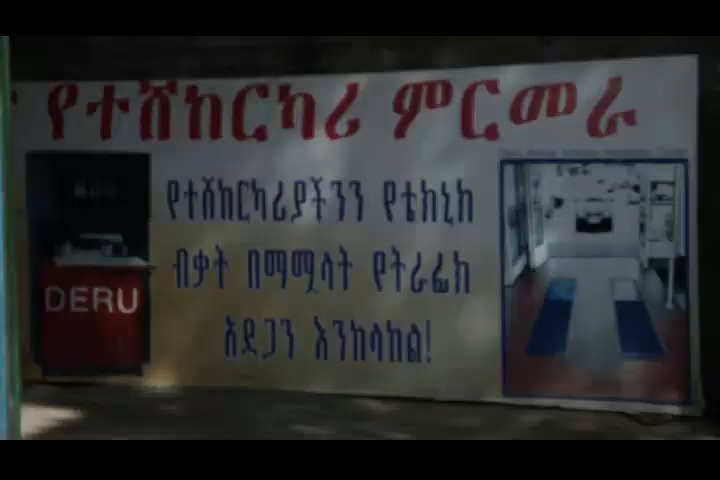 የተሽከርካሪ ምርመራ
የተሽከርካሪያችንን የቴክኒክ
ብቃት በማሟላት የትራፊክ
አደጋን እንከላከል!
DERU